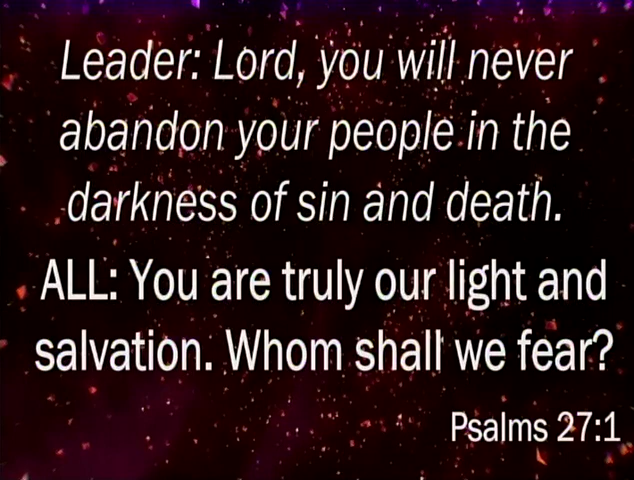 Leader: Lord, you will never
abandon your people in the
darkness of sin and death.
ALL: You are truly our light and
salvation. Whom shall we fear?
Psalms 27:1